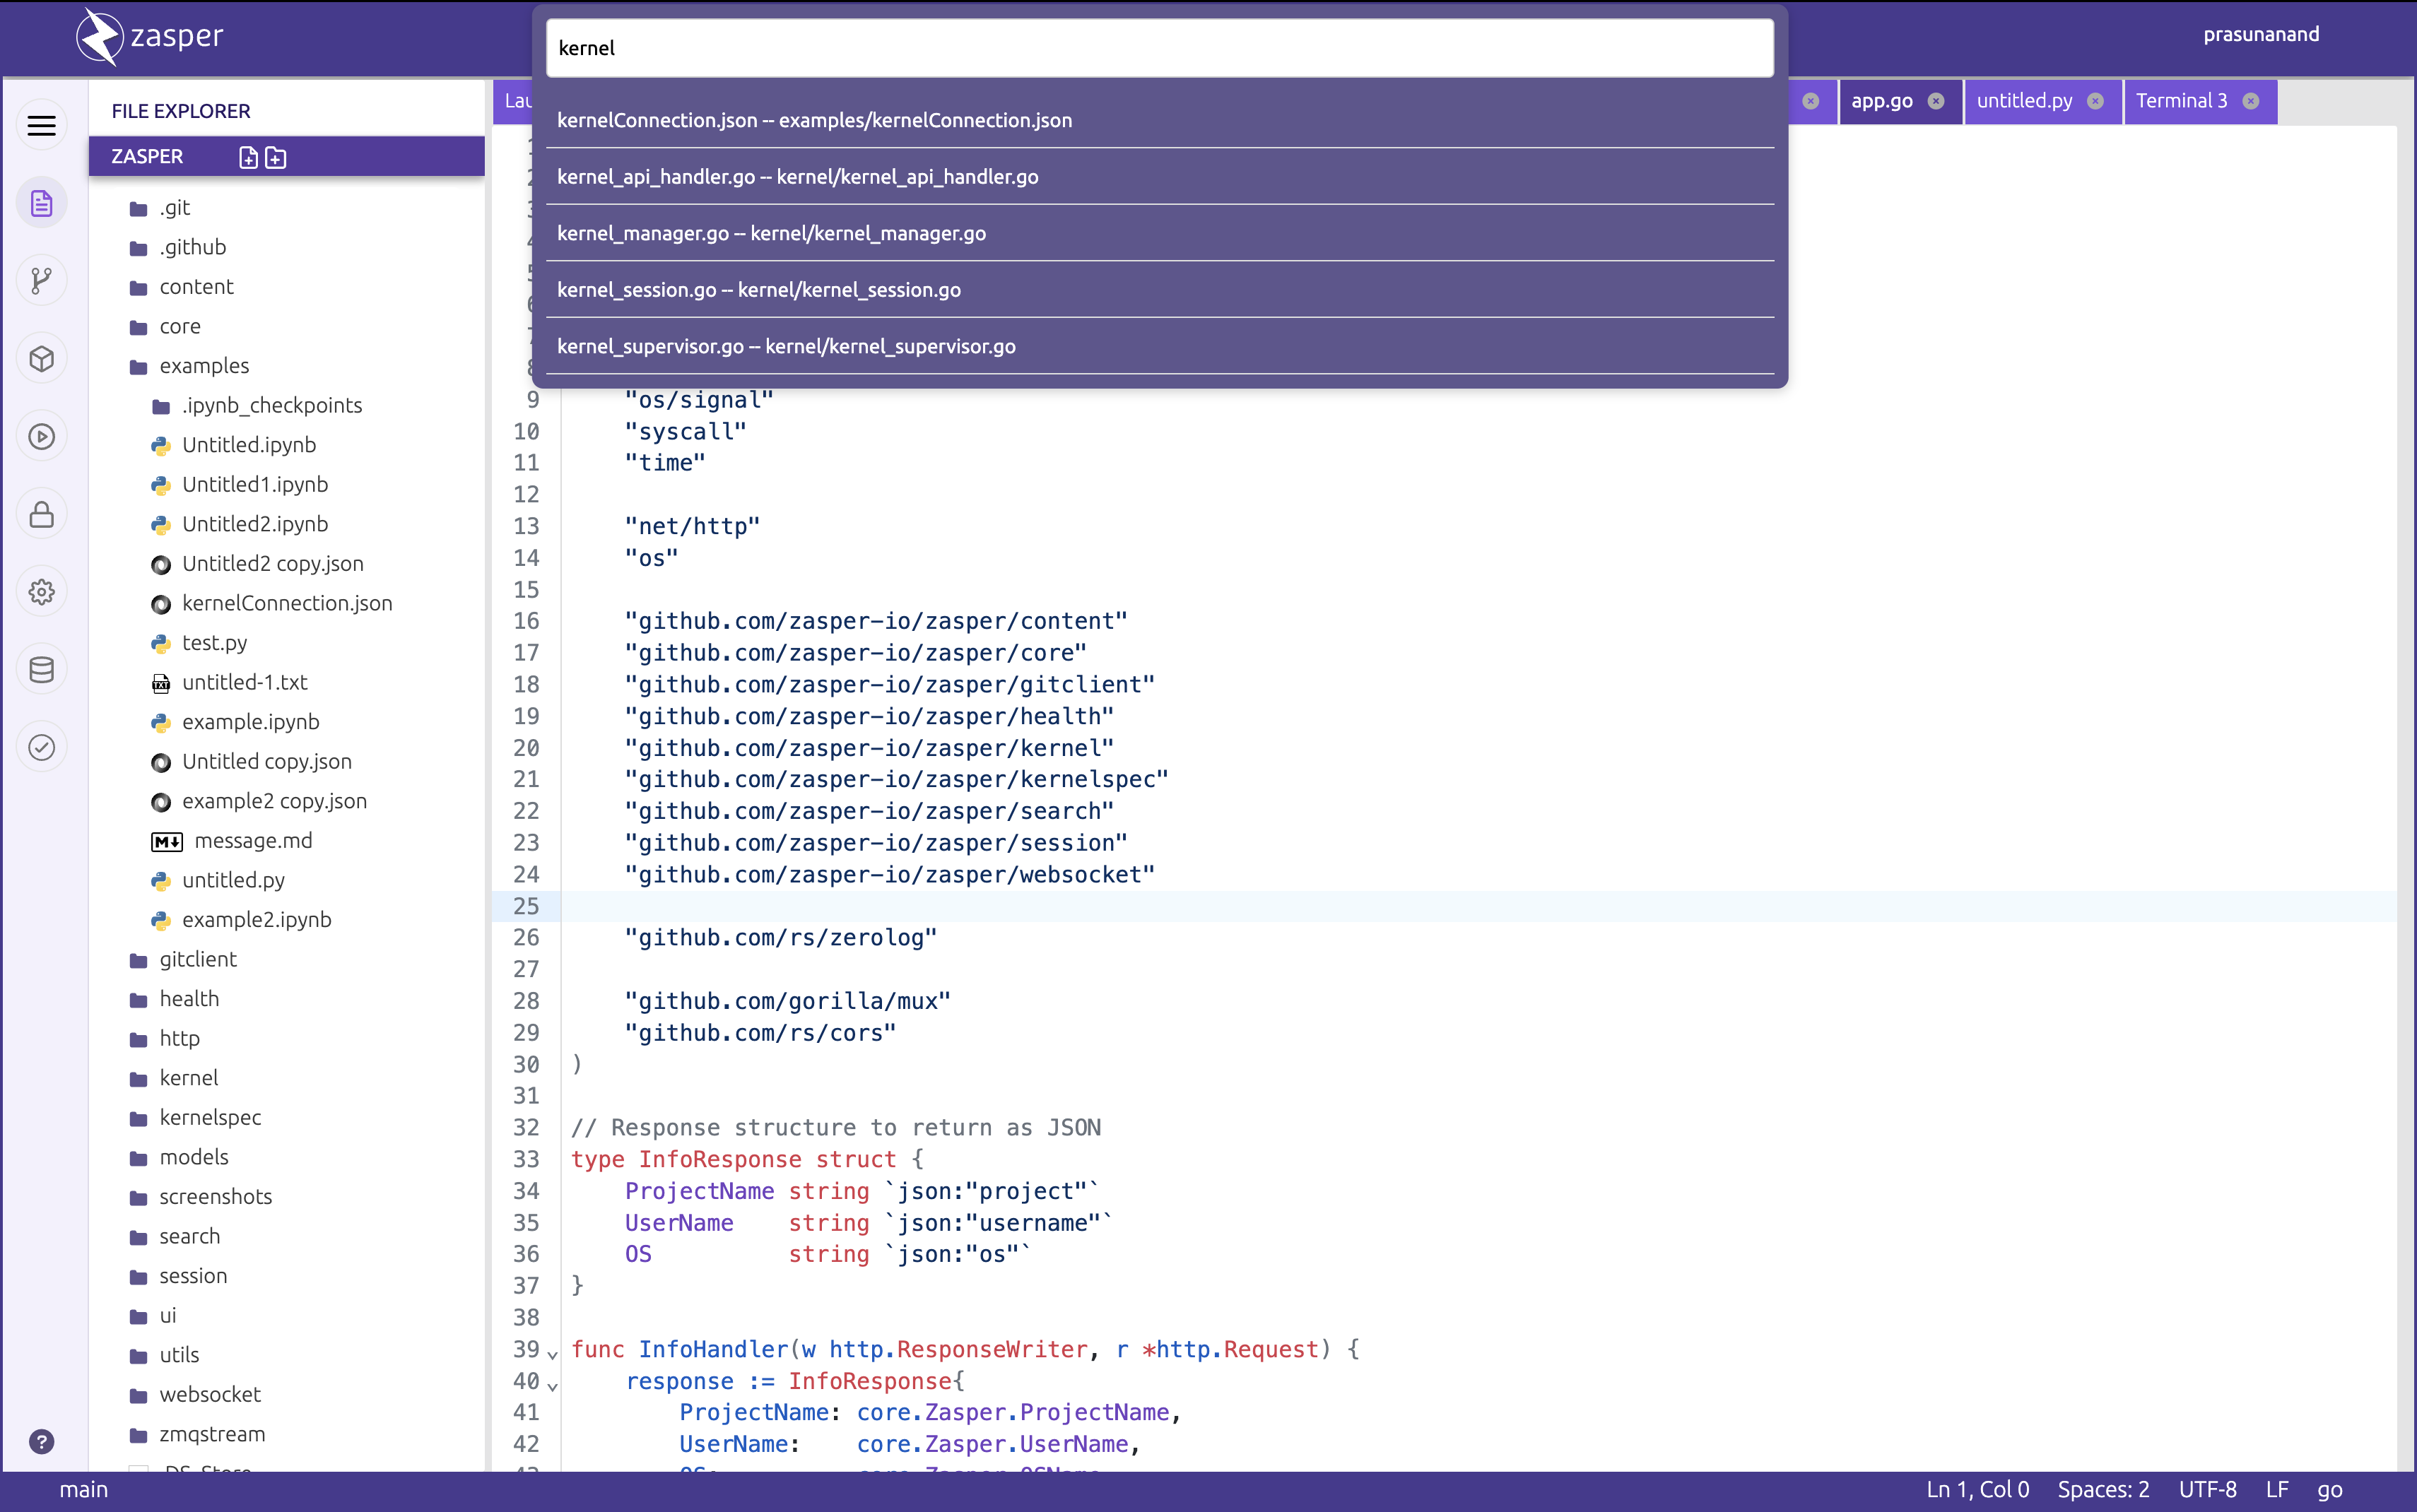 zasper
kernel
prasunanand
kernelConnection.json -- examples/kernelConnection.json
kernel_api_handler.go -- kernel/kernel_api_handler.go
kernel_manager.go -- kernel/kernel_manager.go
kernel_session.go -- kernel/kernel_session.go
kernel_supervisor.go -- kernel/kernel_supervisor.go
app.go
untitled.py
Terminal 3
FILE EXPLORER
ZASPER
.git
.github
content
core
examples
.ipynb_checkpoints
Untitled.ipynb
Untitled1.ipynb
Untitled2.ipynb
Untitled2 copy.json
kernelConnection.json
test.py
untitled-1.txt
example.ipynb
Untitled copy.json
example2 copy.json
message.md
untitled.py
example2.ipynb
gitclient
health
http
kernel
kernelspec
models
screenshots
search
session
ui
utils
websocket
zmqstream
9 "os/signal"
10 "syscall"
11 "time"
12
13 "net/http"
14 "os"
15
16 "github.com/zasper-io/zasper/content"
17 "github.com/zasper-io/zasper/core"
18 "github.com/zasper-io/zasper/gitclient"
19 "github.com/zasper-io/zasper/health"
20 "github.com/zasper-io/zasper/kernel"
21 "github.com/zasper-io/zasper/kernelspec"
22 "github.com/zasper-io/zasper/search"
23 "github.com/zasper-io/zasper/session"
24 "github.com/zasper-io/zasper/websocket"
25
26 "github.com/rs/zerolog"
27
28 "github.com/gorilla/mux"
29 "github.com/rs/cors"
30 )
31
32 // Response structure to return as JSON
33 type InfoResponse struct {
34 ProjectName string `json:"project"`
35 UserName string `json:"username"`
36 OS string `json:"os"`
37 }
38
39 func InfoHandler(w http.ResponseWriter, r *http.Request) {
40 response := InfoResponse{
41 ProjectName: core.Zasper.ProjectName,
42 UserName: core.Zasper.UserName,
main
Ln 1, Col 0 Spaces: 2 UTF-8 LF go